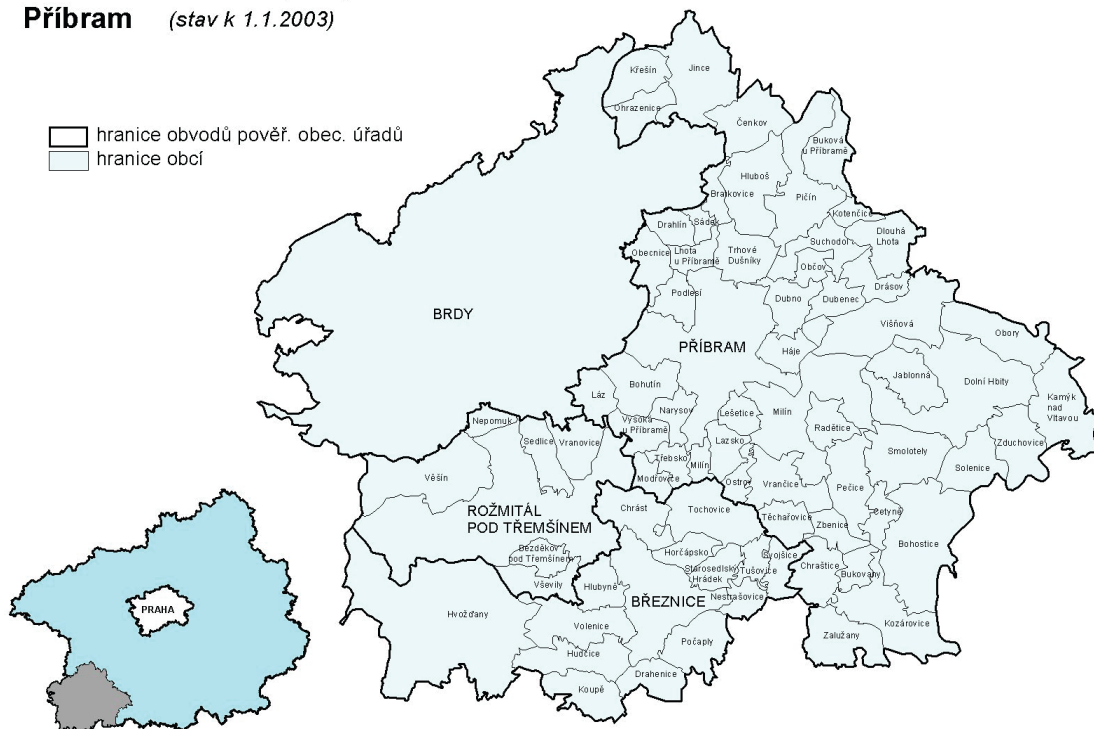 Příbram (stav k 1.1.2003)
hranice obvodů pověř. obec. úřadů
hranice obcí
Křešín
Jince
Ohrazenice
Čenkov
Buková
u Příbramě
Hluboš
Bratkovice
Pičín
Kotenčice
Drahlín
Sádek
Suchodol
Dlouhá
Lhota
Obecnice
Lhota
u Příbramě
Trhové
Dušníky
Občov
Drásov
Podlesí
Dubno
Dubenec
BRDY
Višňová
Obory
PŘÍBRAM
Háje
Jablonná
Dolní Hbity
Láz
Bohutín
Kamýk
nad
Vltavou
Narysov
Lešetice
Milín
Nepomuk
Vysoká
u Příbramě
Radětice
Sedlice
Vranovice
Lazsko
Zduchovice
Třebsko
Milín
Smolotely
Solenice
Věšín
Modřovice
Ostrov
Vrančice
Pečice
ROŽMITÁL
POD TŘEMŠÍNEM
Chrást
Tochovice
Těchařovice
Zbenice
Cetyně
Bezděkov
pod Třemšínem
Horčápsko
Gvojšice
Bohostice
Vševily
Hlubyně
Starosedlský
Hrádek
Tušovice
Chraštice
Bukovany
PRAHA
Hvožďany
BŘEZNICE
Nestrašovice
Volenice
Počaply
Zalužany
Kozárovice
Hudčice
Drahenice
Koupě